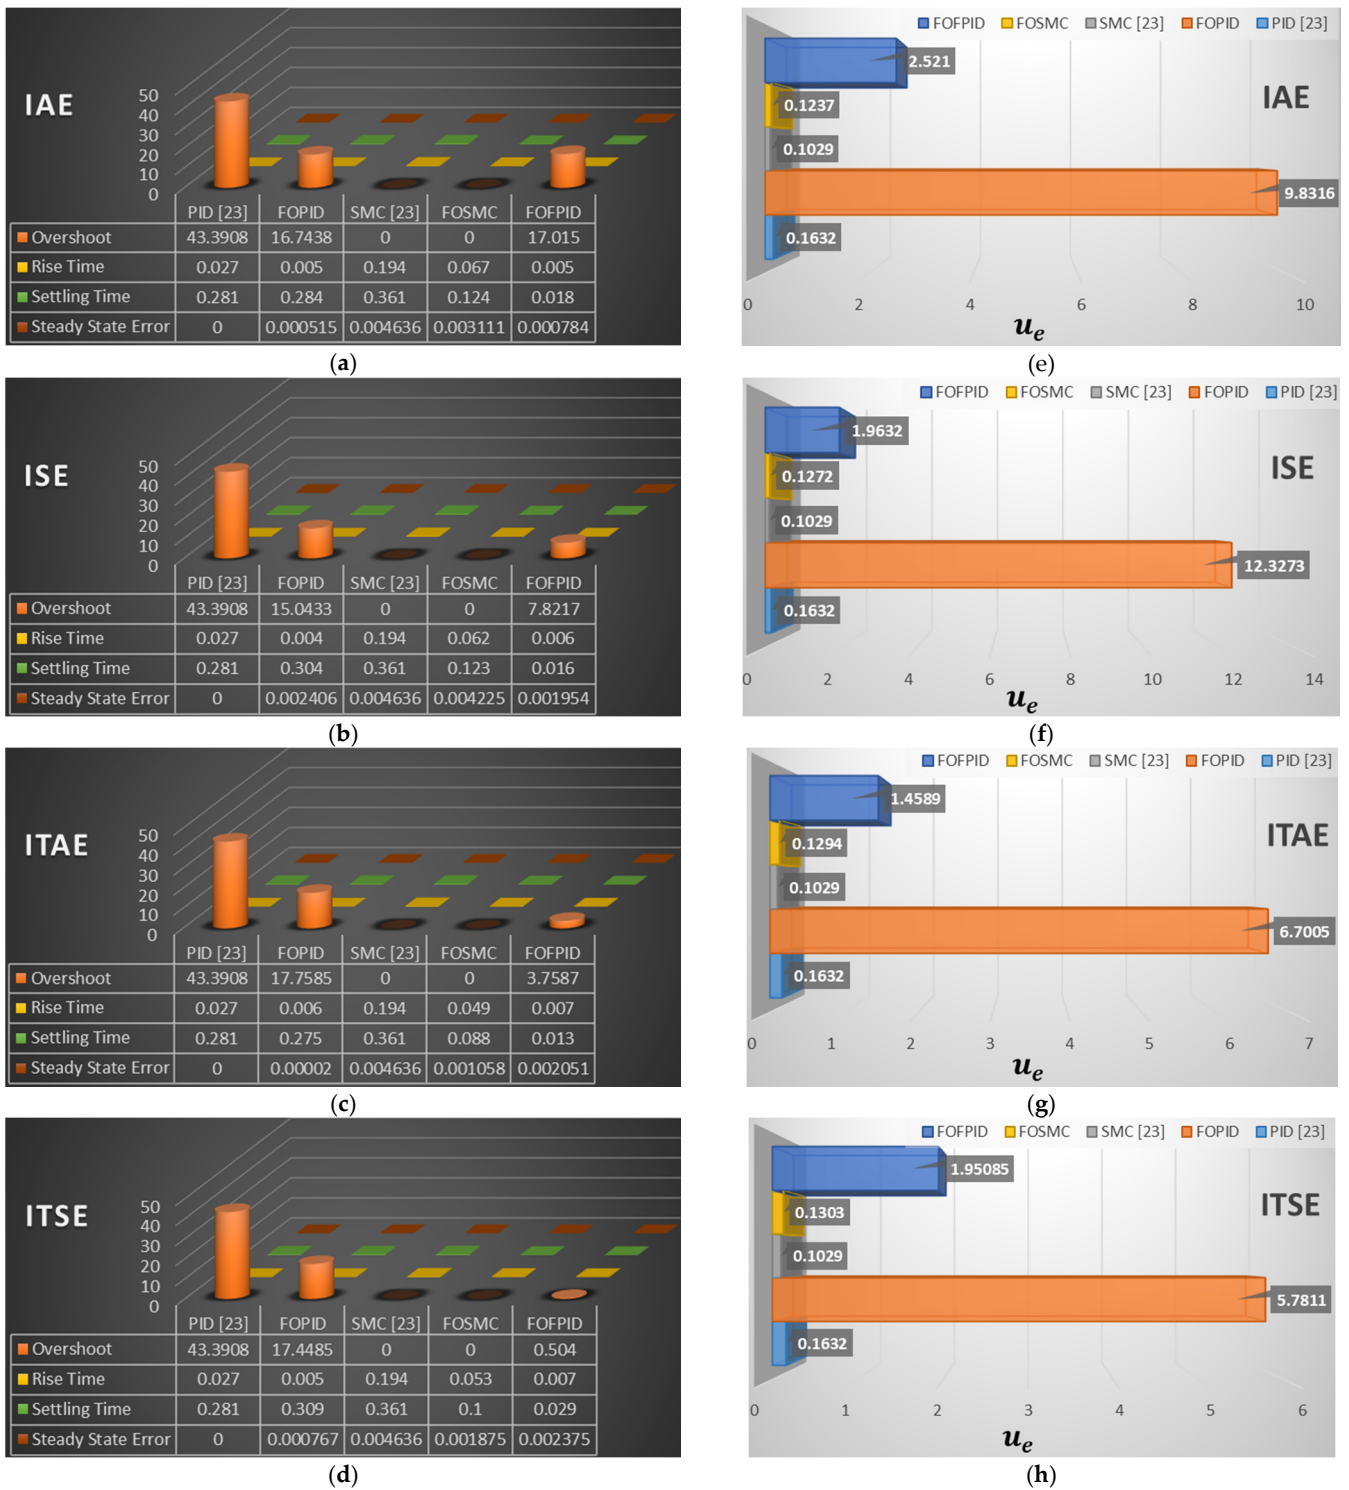 IAE
50
40
30
20
10
0
PID [23] FOPID SMC [23] FOSMC FOFPID
Overshoot 43.3908 16.7438 0 0 17.015
Rise Time 0.027 0.005 0.194 0.067 0.005
Settling Time 0.281 0.284 0.361 0.124 0.018
Steady State Error 0 0.000515 0.004636 0.003111 0.000784
(a)
FOFPID FOSMC SMC [23] FOPID PID [23]
IAE
2.521
0.1237
0.1029
9.8316
0.1632
0 2 4 6 8 10
ue
(e)
ISE
50
40
30
20
10
0
PID [23] FOPID SMC [23] FOSMC FOFPID
Overshoot 43.3908 15.0433 0 0 7.8217
Rise Time 0.027 0.004 0.194 0.062 0.006
Settling Time 0.281 0.304 0.361 0.123 0.016
Steady State Error 0 0.002406 0.004636 0.004225 0.001954
(b)
FOFPID FOSMC SMC [23] FOPID PID [23]
ISE
1.9632
0.1272
0.1029
12.3273
0.1632
0 2 4 6 8 10 12 14
ue
(f)
ITAE
50
40
30
20
10
0
PID [23] FOPID SMC [23] FOSMC FOFPID
Overshoot 43.3908 17.7585 0 0 3.7587
Rise Time 0.027 0.006 0.194 0.049 0.007
Settling Time 0.281 0.275 0.361 0.088 0.013
Steady State Error 0 0.00002 0.004636 0.001058 0.002051
(c)
FOFPID FOSMC SMC [23] FOPID PID [23]
ITAE
1.4589
0.1294
0.1029
6.7005
0.1632
0 1 2 3 4 5 6 7
ue
(g)
ITSE
50
40
30
20
10
0
PID [23] FOPID SMC [23] FOSMC FOFPID
Overshoot 43.3908 17.4485 0 0 0.504
Rise Time 0.027 0.005 0.194 0.053 0.007
Settling Time 0.281 0.309 0.361 0.1 0.029
Steady State Error 0 0.000767 0.004636 0.001875 0.002375
(d)
FOFPID FOSMC SMC [23] FOPID PID [23]
ITSE
1.95085
0.1303
0.1029
5.7811
0.1632
0 1 2 3 4 5 6
ue
(h)